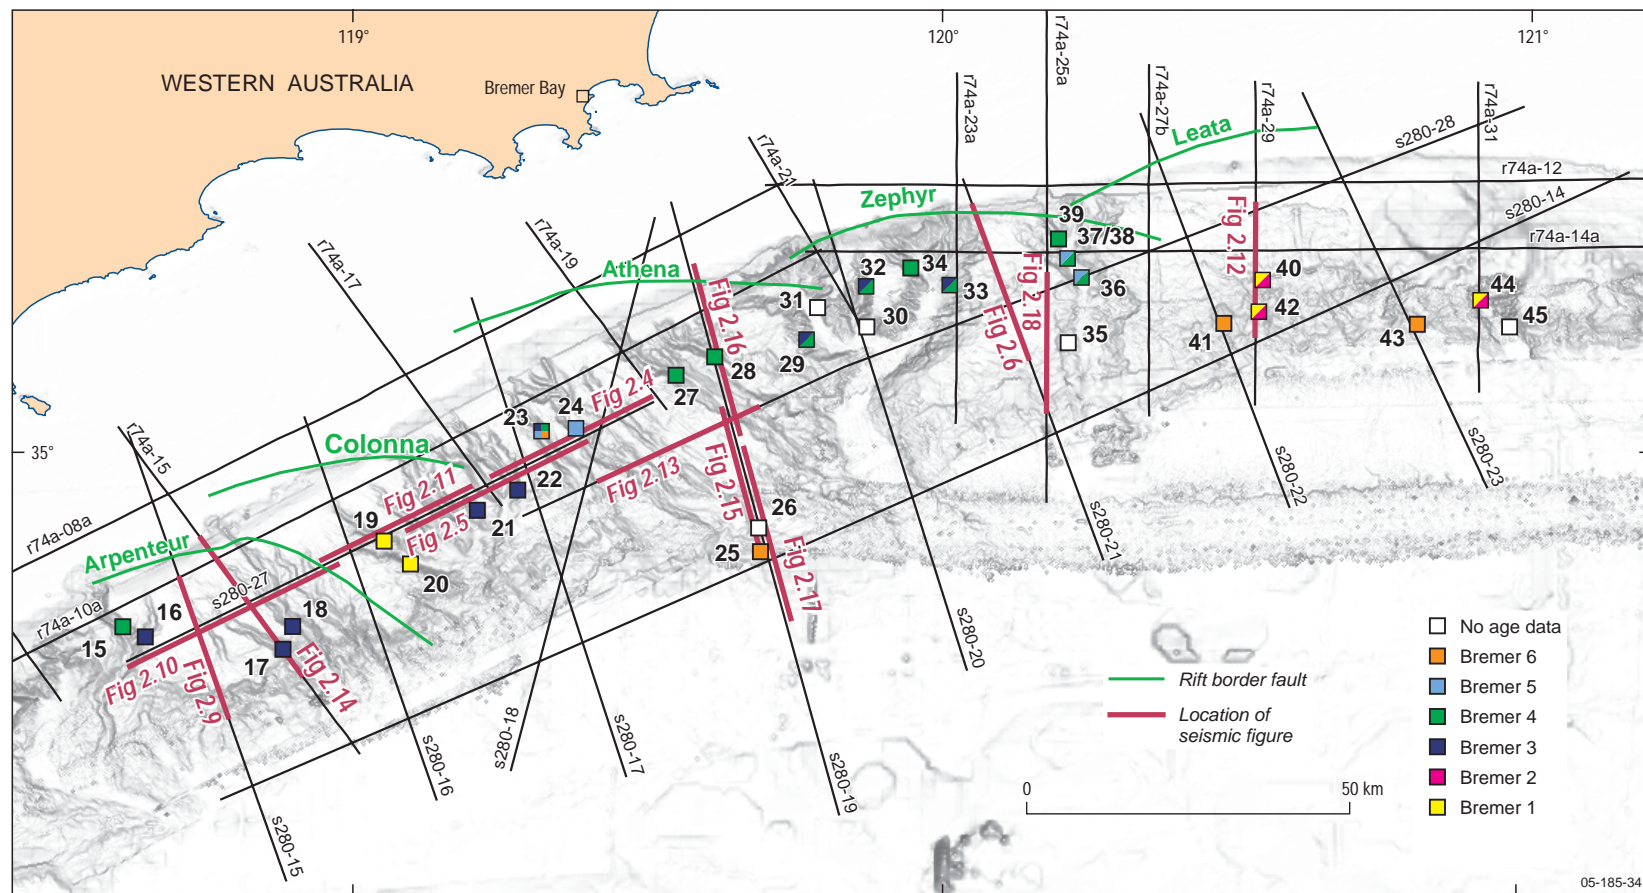 119°
120°
121°
WESTERN AUSTRALIA
Bremer Bay
r74a-25a
r74a-23a
r74a-27b
r74a-29
r74a-31
Leata
s280-28
r74a-12
s280-14
r74a-14a
r74a-21
Zephyr
r74a-19
r74a-17
Athena
39
37/38
36
35
34
33
32
31
30
29
Fig 2.12
40
42
41
43
44
45
Fig 2.18
Fig 2.6
Fig 2.16
28
27
Fig 2.4
24
23
35°
r74a-15
Colonna
Fig 2.11
22
Fig 2.13
Fig 2.15
21
Fig 2.5
19
20
26
25
Fig 2.17
s280-21
s280-22
s280-23
r74a-08a
Arpenteur
s280-27
r74a-10a
16
15
18
17
Fig 2.10
Fig 2.9
Fig 2.14
s280-20
s280-18
s280-17
s280-16
s280-19
s280-15
Rift border fault
Location of
seismic figure
0
50 km
No age data
Bremer 6
Bremer 5
Bremer 4
Bremer 3
Bremer 2
Bremer 1
05-185-34